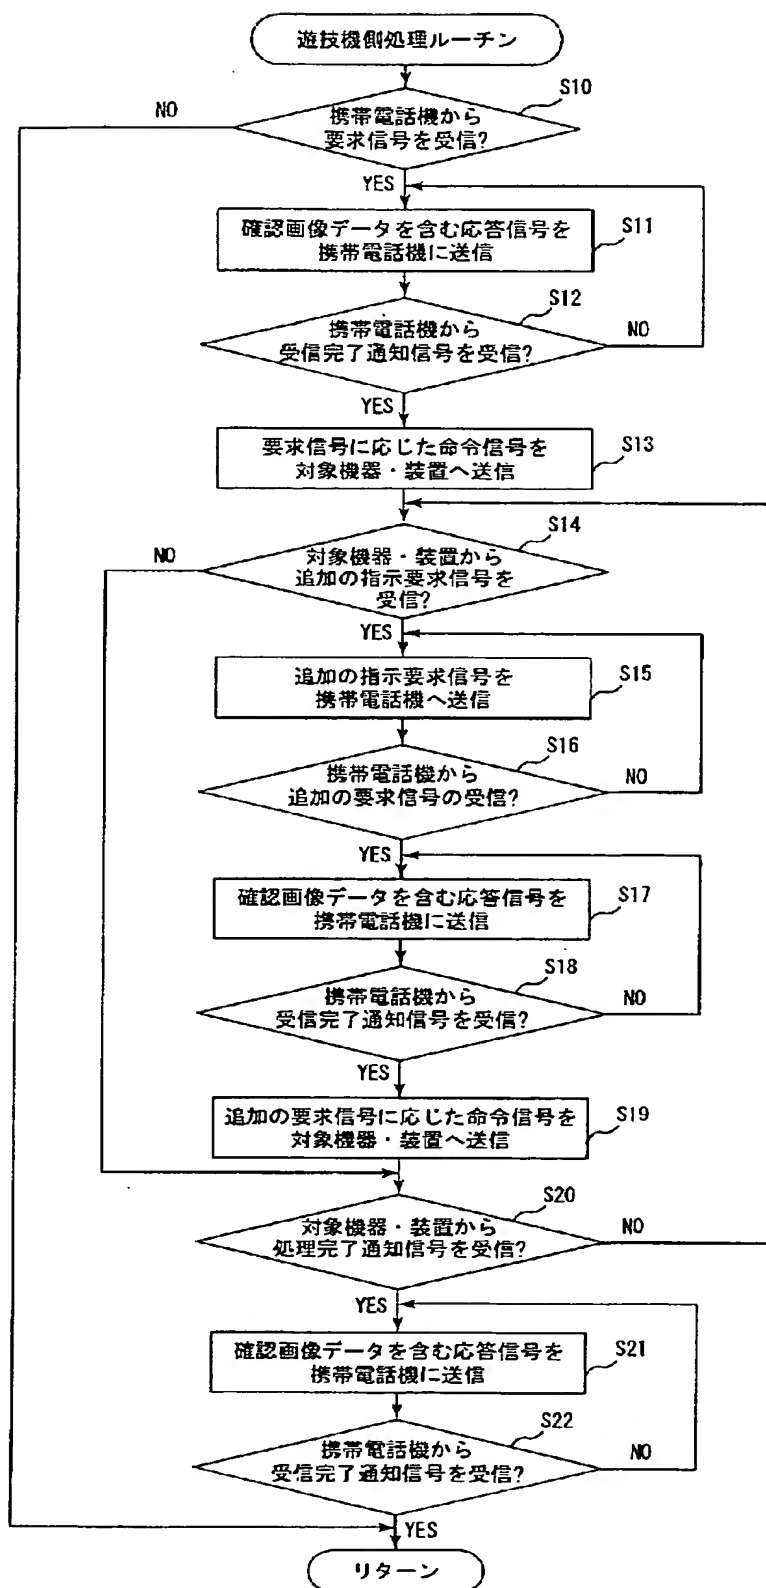 遊技機側処理ルーチン
S10
NO
携帯電話機から
要求信号を受信?
YES
S11
確認画像データを含む応答信号を
携帯電話機に送信
S12
携帯電話機から
受信完了通知信号を受信?
NO
YES
S13
要求信号に応じた命令信号を
対象機器・装置へ送信
S14
NO
対象機器・装置から
追加の指示要求信号を
受信?
YES
S15
追加の指示要求信号を
携帯電話機へ送信
S16
携帯電話機から
追加の要求信号の受信?
NO
YES
S17
確認画像データを含む応答信号を
携帯電話機に送信
S18
携帯電話機から
受信完了通知信号を受信?
NO
YES
S19
追加の要求信号に応じた命令信号を
対象機器・装置へ送信
S20
対象機器・装置から
処理完了通知信号を受信?
NO
YES
S21
確認画像データを含む応答信号を
携帯電話機に送信
S22
携帯電話機から
受信完了通知信号を受信?
NO
YES
リターン